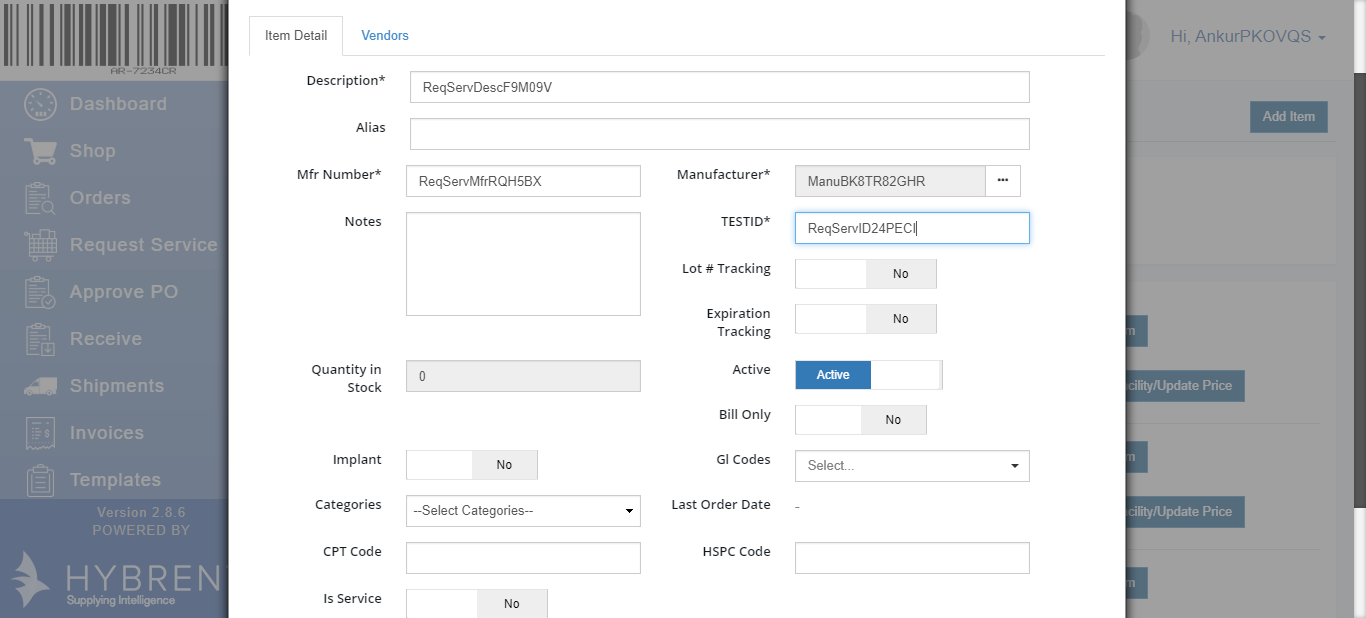 AR-7234CR
Hi, AnkurPKOVQS
Dashboard
Shop
Orders
Request Service
Approve PO
Receive
Shipments
Invoices
Templates
Version 2.8.6
POWERED BY
HYBREN
Supplying Intelligence
Item Detail
Vendors
Description*
ReqServDescF9M09V
Alias
Mfr Number*
ReqServMfrRQH5BX
Manufacturer*
ManuBK8TR82GHR
...
Notes
TESTID*
ReqServID24PECI
Lot # Tracking
No
Expiration
Tracking
No
Quantity in
Stock
0
Active
Active
Bill Only
No
Implant
No
Gl Codes
Select...
Categories
--Select Categories--
Last Order Date
-
CPT Code
HSPC Code
Is Service
No
Add Item
m
cility/Update Price
m
cility/Update Price
m